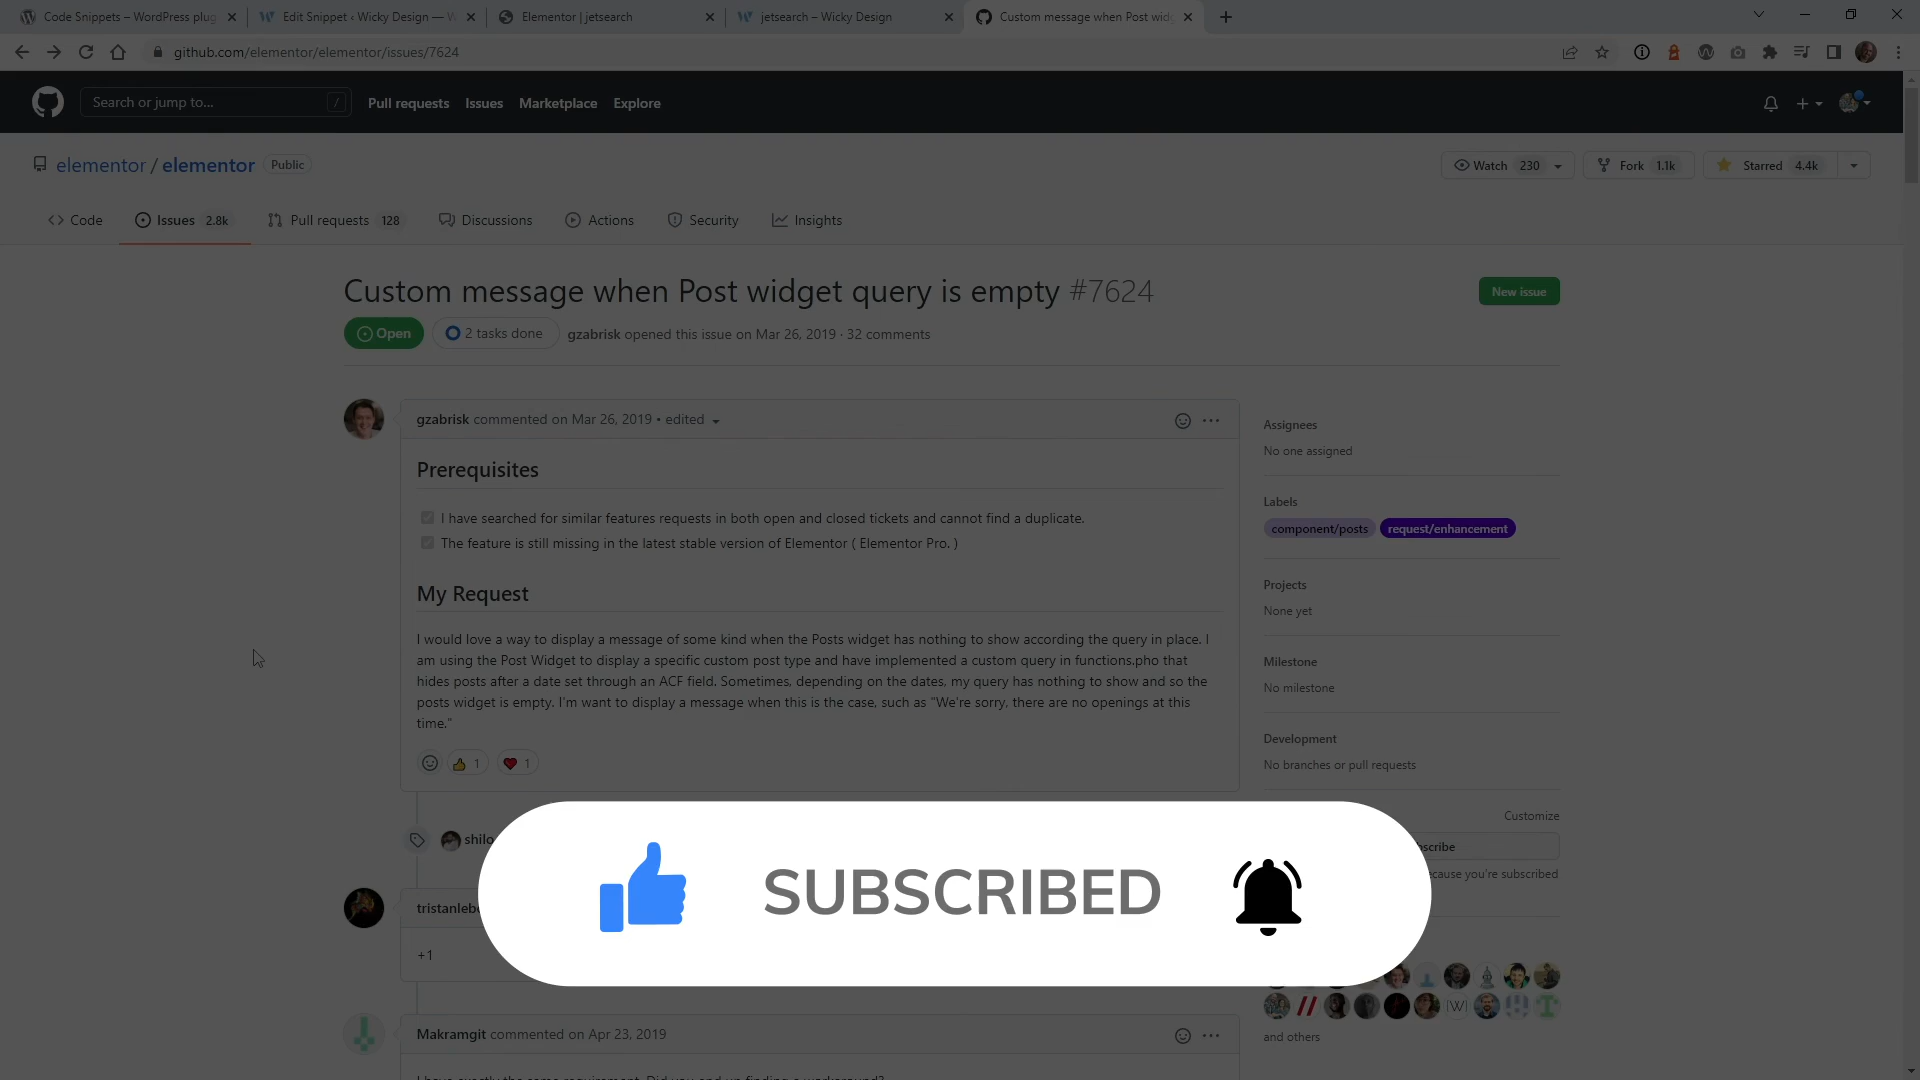 Code Snippets – WordPress plug
Edit Snippet ‹ Wicky Design — W
Elementor | jetsearch
jetsearch – Wicky Design
Custom message when Post wid
github.com/elementor/elementor/issues/7624
Search or jump to...
/
Pull requests
Issues
Marketplace
Explore
elementor / elementor
Public
Watch 230
Fork 1.1k
Starred 4.4k
Code
Issues 2.8k
Pull requests 128
Discussions
Actions
Security
Insights
Custom message when Post widget query is empty #7624
New issue
Open
2 tasks done
gzabrisk opened this issue on Mar 26, 2019 · 32 comments
gzabrisk commented on Mar 26, 2019 • edited
Prerequisites
I have searched for similar features requests in both open and closed tickets and cannot find a duplicate.
The feature is still missing in the latest stable version of Elementor ( Elementor Pro. )
My Request
I would love a way to display a message of some kind when the Posts widget has nothing to show according the query in place. I
am using the Post Widget to display a specific custom post type and have implemented a custom query in functions.pho that
hides posts after a date set through an ACF field. Sometimes, depending on the dates, my query has nothing to show and so the
posts widget is empty. I'm want to display a message when this is the case, such as "We're sorry, there are no openings at this
time."
1
1
Assignees
No one assigned
Labels
component/posts
request/enhancement
Projects
None yet
Milestone
No milestone
Development
No branches or pull requests
Customize
scribe
ecause you're subscribed
shilo
SUBSCRIBED
tristanleb
+1
Makramgit commented on Apr 23, 2019
and others